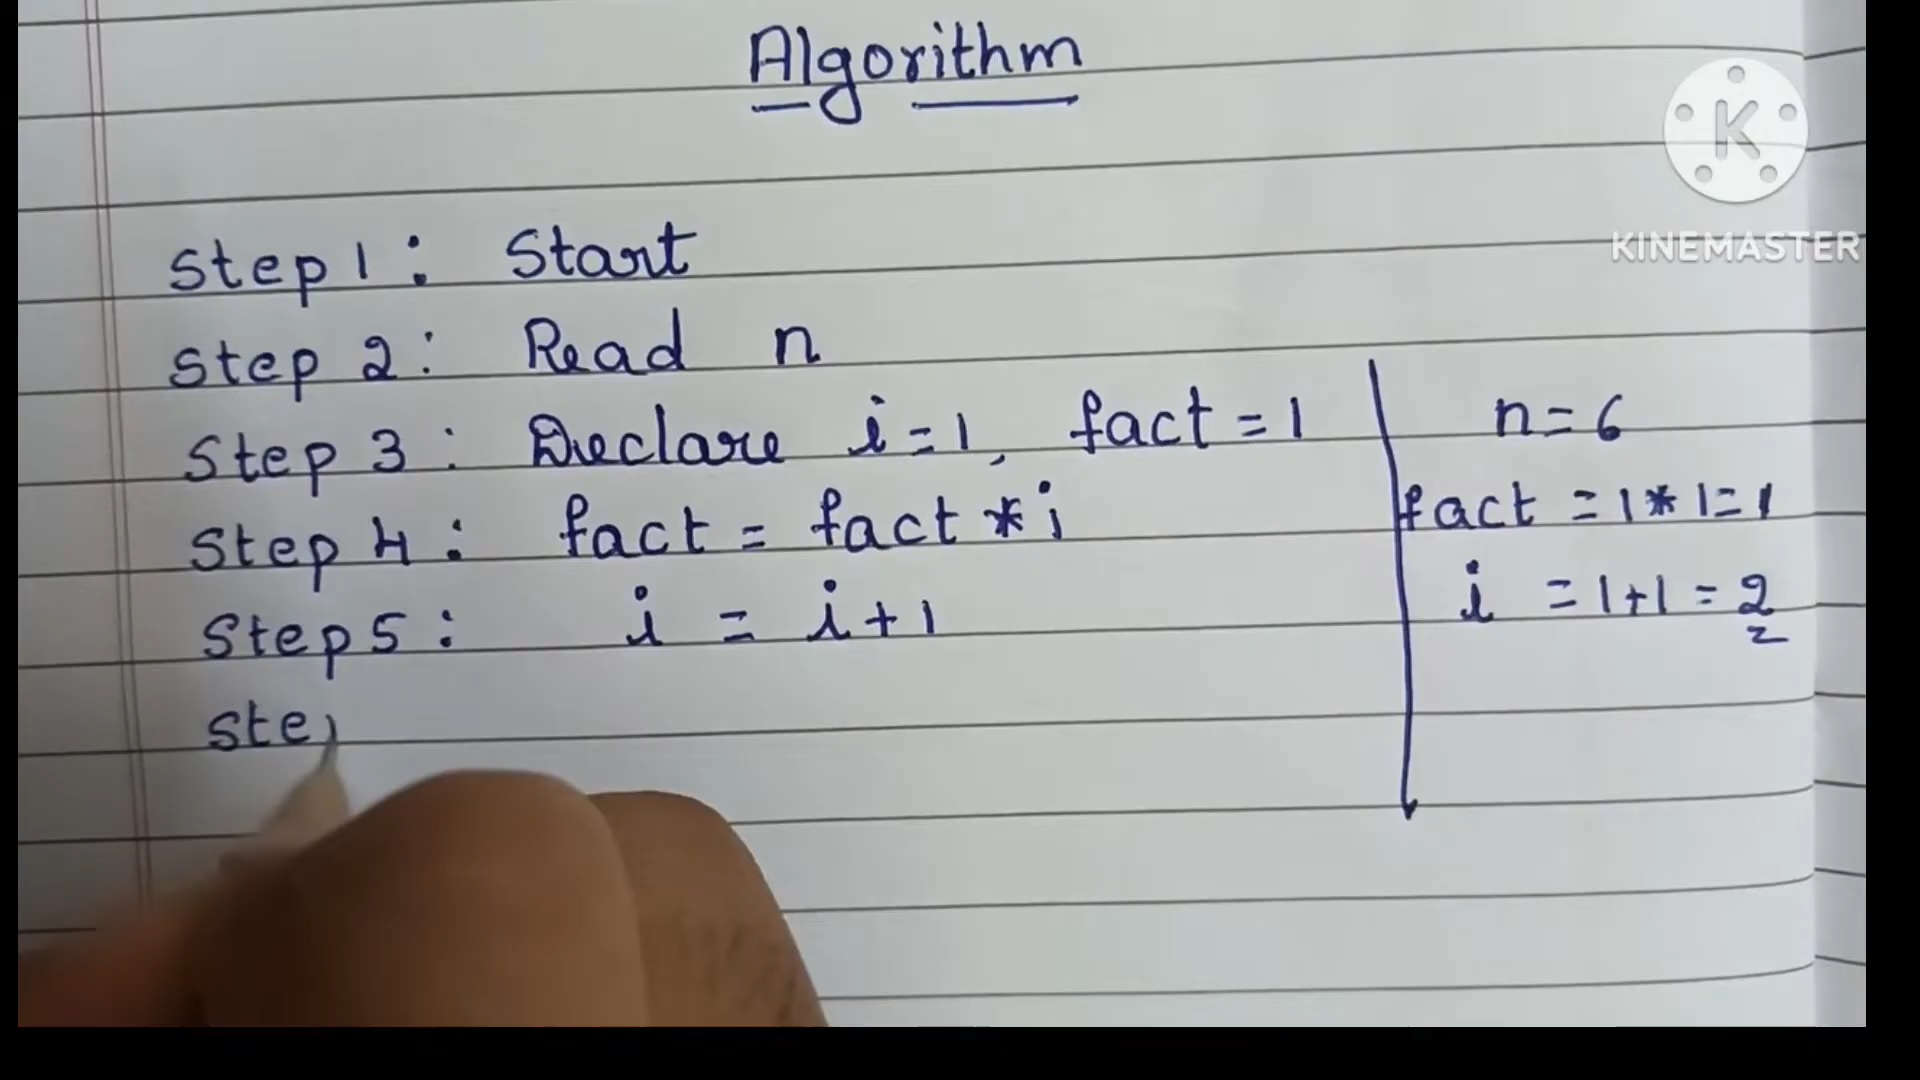 Algorithm
KINEMASTER
Step 1 : Start
Step 2 : Read n
Step 3 : Declare i = 1, fact = 1
Step 4 : fact = fact * i
Step 5 : i = i + 1
Ste
n = 6
fact = 1 * 1 = 1
i = 1 + 1 = 2